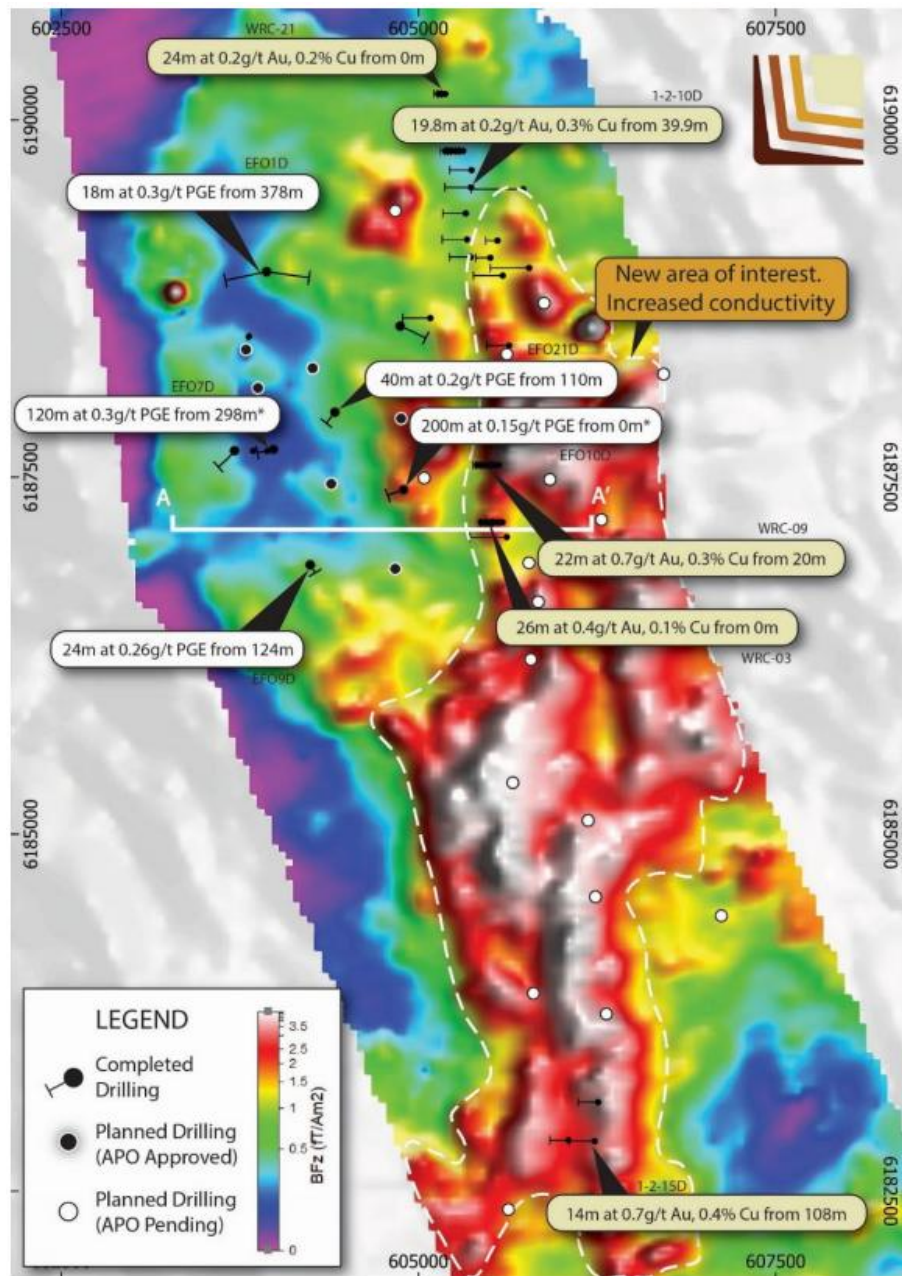 602500
605000
607500
WRC-21
24m at 0.2g/t Au, 0.2% Cu from 0m
1-2-10D
6190000
6190000
19.8m at 0.2g/t Au, 0.3% Cu from 39.9m
EFO1D
18m at 0.3g/t PGE from 378m
New area of interest.
Increased conductivity
EFO21D
40m at 0.2g/t PGE from 110m
EFO7D
120m at 0.3g/t PGE from 298m*
200m at 0.15g/t PGE from 0m*
EFO10D
6187500
6187500
A
A'
WRC-09
22m at 0.7g/t Au, 0.3% Cu from 20m
26m at 0.4g/t Au, 0.1% Cu from 0m
24m at 0.26g/t PGE from 124m
WRC-03
EFO9D
6185000
6185000
LEGEND
Completed
Drilling
Planned Drilling
(APO Approved)
Planned Drilling
(APO Pending)
3.5
2.5
1.5
1
0.5
0
BFz (fT/Am2)
6182500
1-2-15D
14m at 0.7g/t Au, 0.4% Cu from 108m
605000
607500